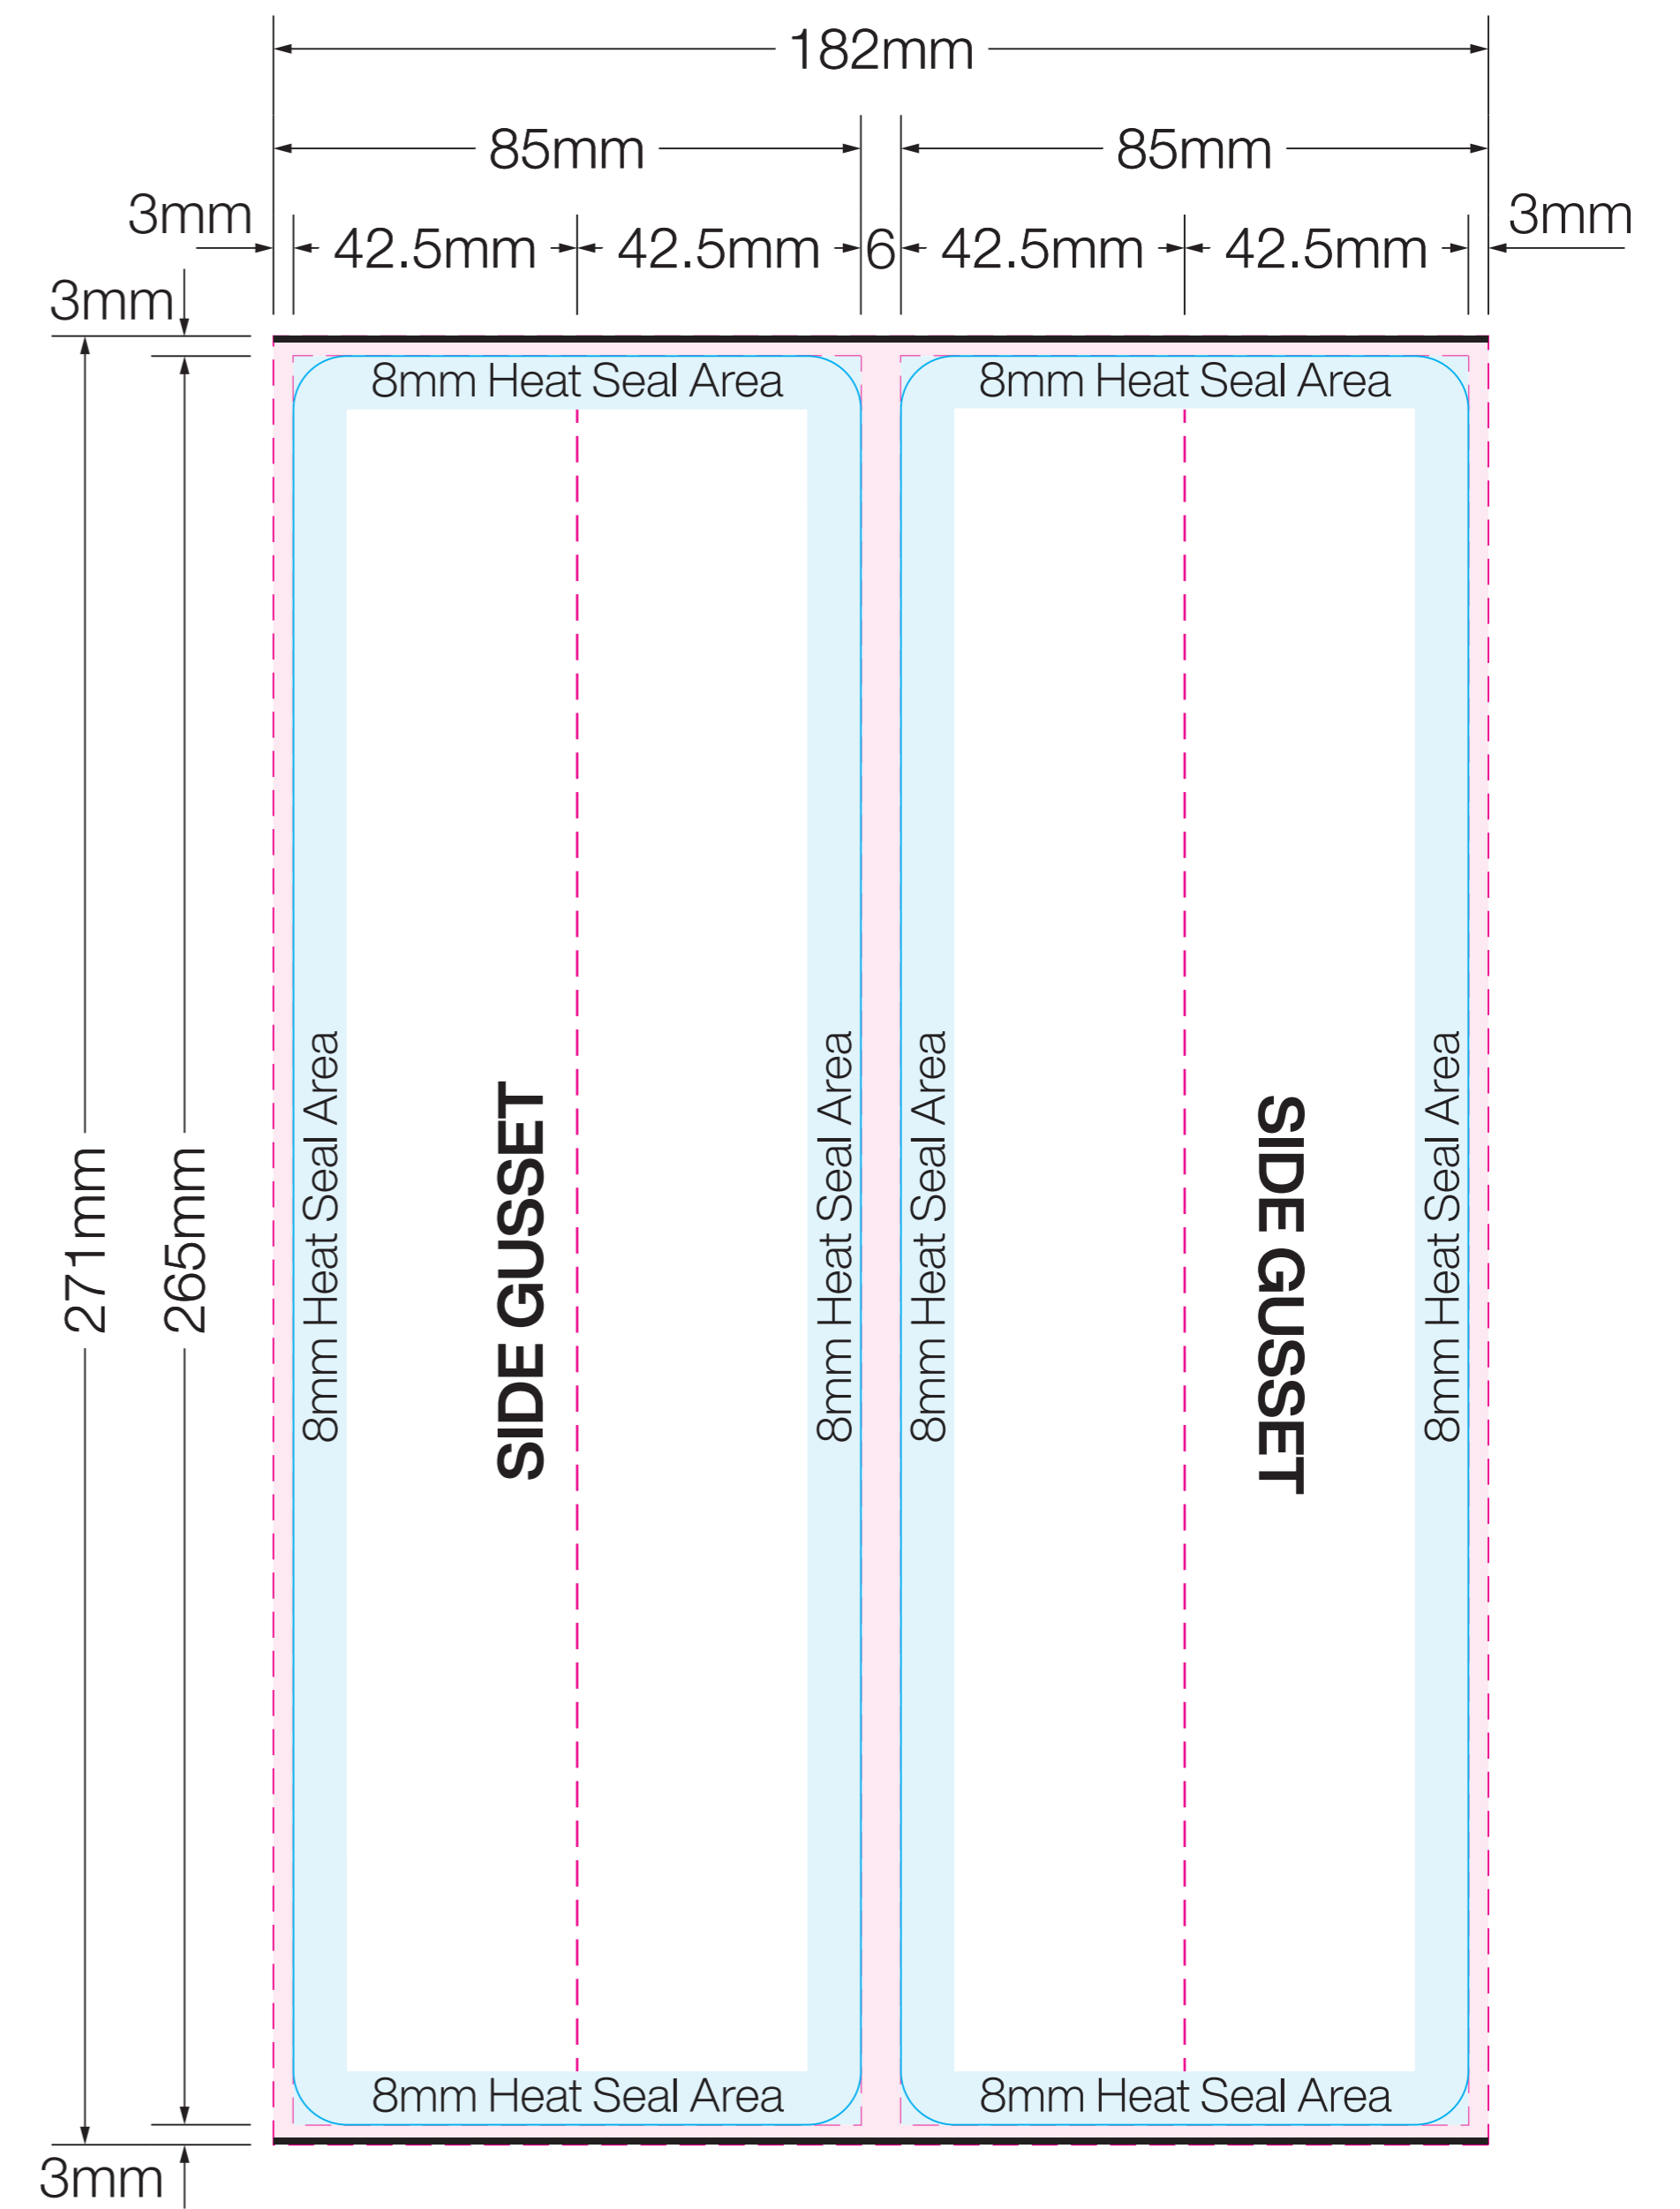 182mm
85mm 85mm
3mm 42.5mm 42.5mm 6 42.5mm 42.5mm 3mm
3mm
8mm Heat Seal Area 8mm Heat Seal Area
271mm
265mm
8mm Heat Seal Area
SIDE GUSSET
8mm Heat Seal Area
8mm Heat Seal Area
SIDE GUSSET
8mm Heat Seal Area
8mm Heat Seal Area 8mm Heat Seal Area
3mm